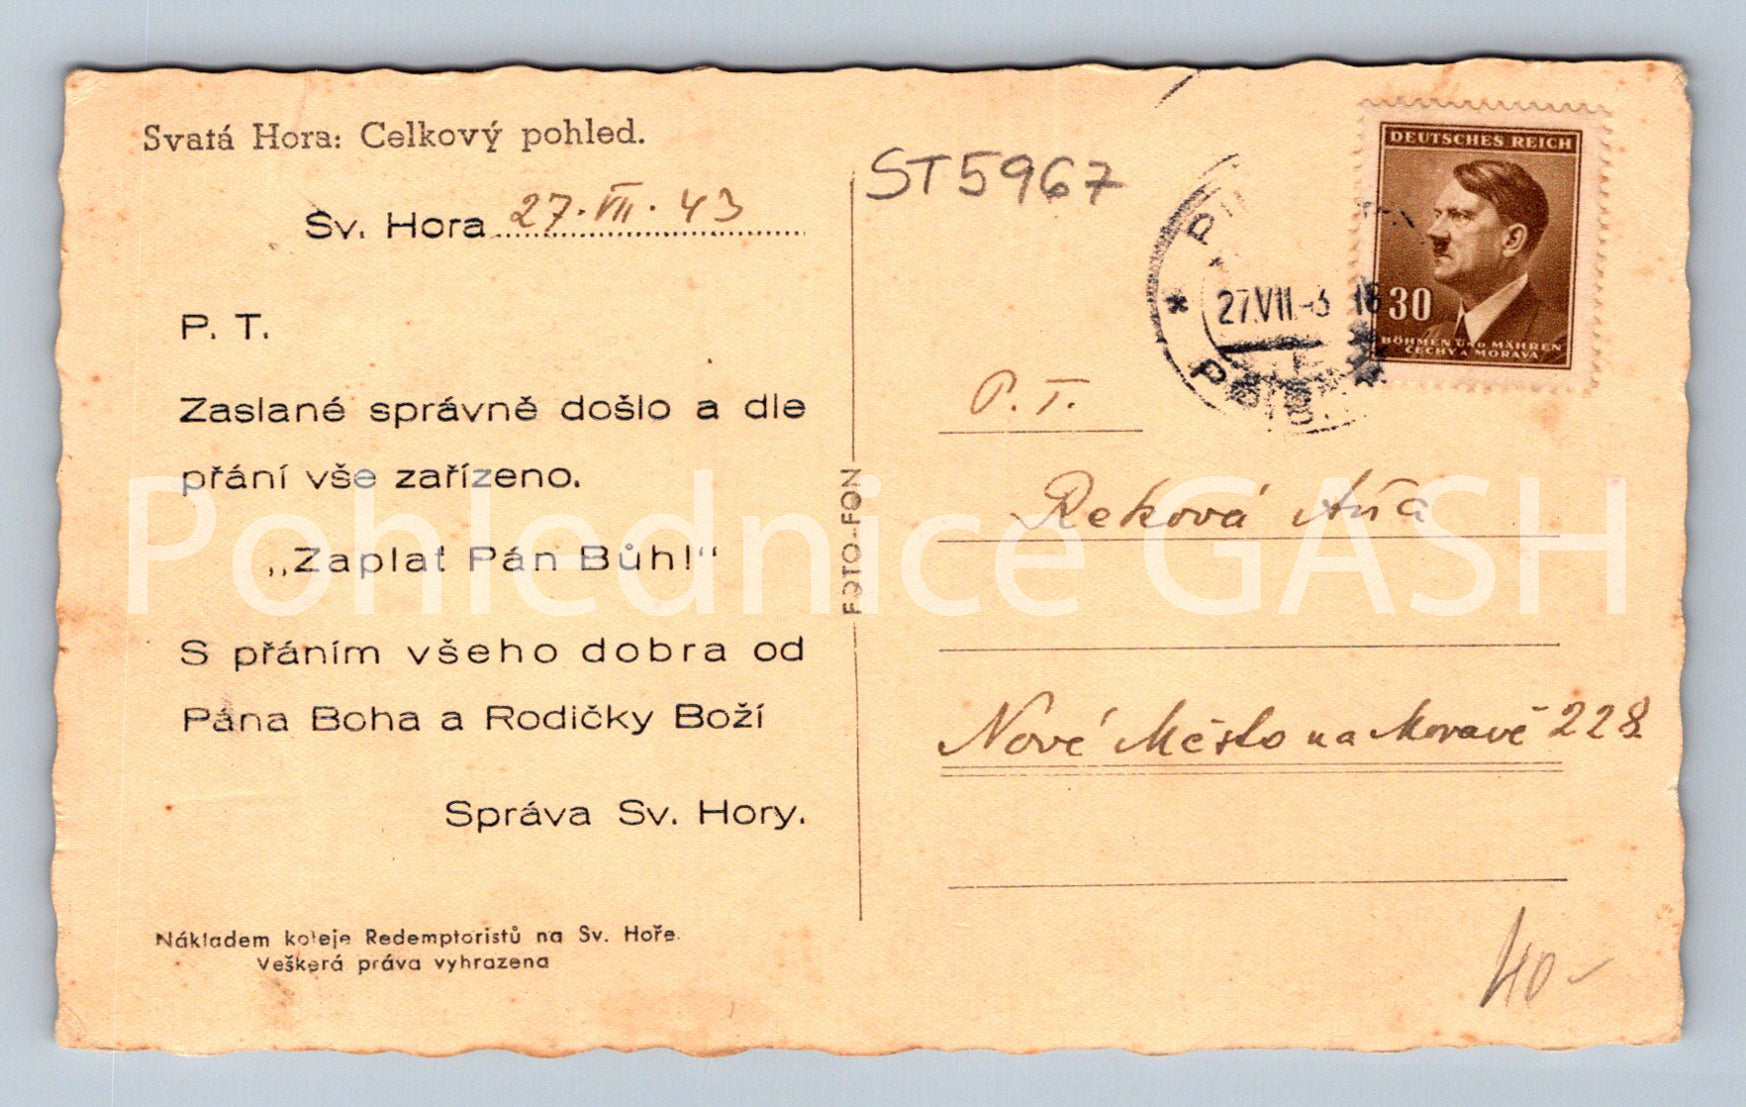 Svatá Hora: Celkový pohled.
Sv. Hora 27. VII. 43
P. T.
Zaslané správně došlo a dle
přání vše zařízeno.
„Zaplať Pán Bůh!“
S přáním všeho dobra od
Pána Boha a Rodičky Boží
Správa Sv. Hory.
Nákladem koleje Redemptoristů na Sv. Hoře.
Veškerá práva vyhrazena
FOTO-FON
ST5967
27.VII.-3 18
DEUTSCHES REICH
30
BÖHMEN UND MÄHREN
ČECHY A MORAVA
P. T.
Reková
Nové Město na Moravě 228
40-
Pohlednice GASH